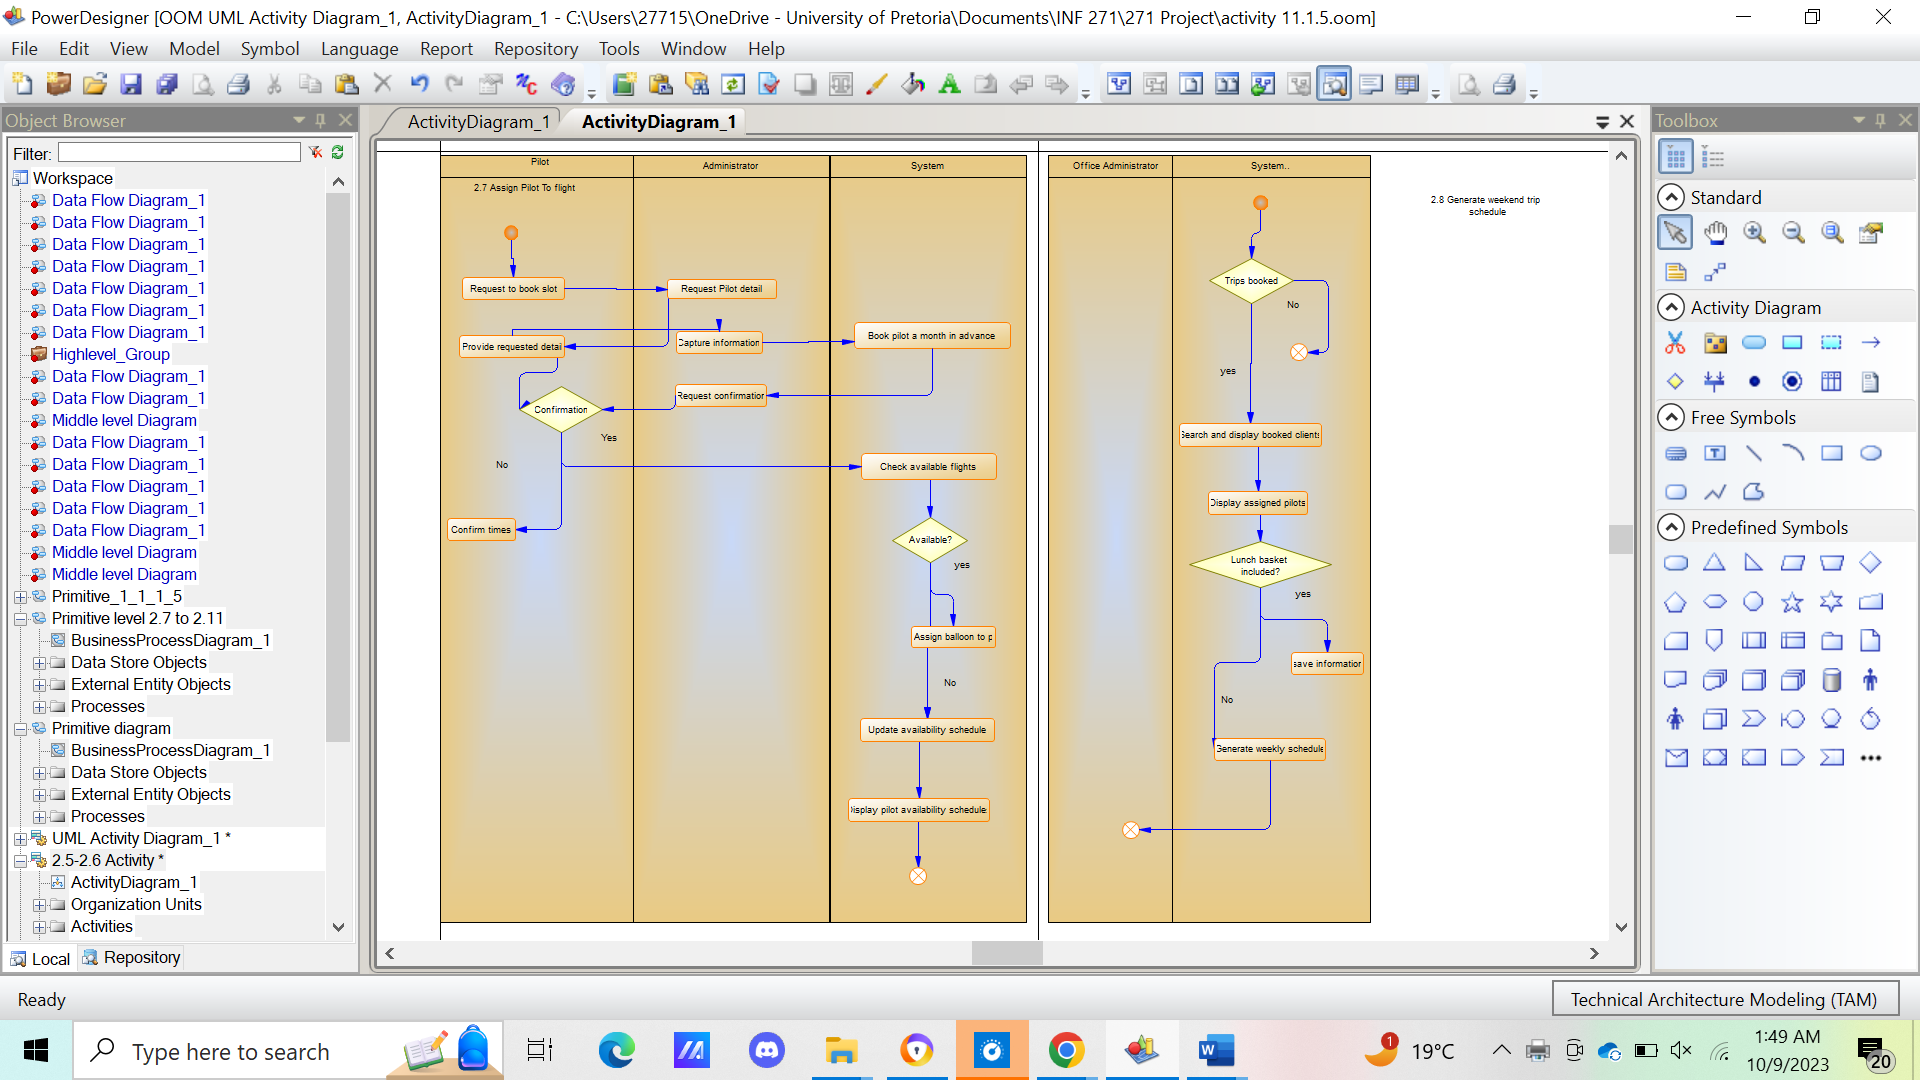 PowerDesigner [OOM UML Activity Diagram_1, ActivityDiagram_1 - C:\Users\27715\OneDrive - University of Pretoria\Documents\INF 271\271 Project\activity 11.1.5.oom]
File Edit View Model Symbol Language Report Repository Tools Window Help
Object Browser
Filter:
Workspace
Data Flow Diagram_1
Data Flow Diagram_1
Data Flow Diagram_1
Data Flow Diagram_1
Data Flow Diagram_1
Data Flow Diagram_1
Data Flow Diagram_1
Highlevel_Group
Data Flow Diagram_1
Data Flow Diagram_1
Middle level Diagram
Data Flow Diagram_1
Data Flow Diagram_1
Data Flow Diagram_1
Data Flow Diagram_1
Data Flow Diagram_1
Middle level Diagram
Middle level Diagram
Primitive_1_1_1_5
Primitive level 2.7 to 2.11
BusinessProcessDiagram_1
Data Store Objects
External Entity Objects
Processes
Primitive diagram
BusinessProcessDiagram_1
Data Store Objects
External Entity Objects
Processes
UML Activity Diagram_1 *
2.5-2.6 Activity *
ActivityDiagram_1
Organization Units
Activities
Local Repository
ActivityDiagram_1 ActivityDiagram_1
Pilot Administrator System
2.7 Assign Pilot To flight
Request to book slot
Request Pilot detail
Provide requested detai
Capture information
Book pilot a month in advance
Request confirmation
Confirmation
Yes
No
Check available flights
Confirm times
Available?
yes
Assign balloon to p
No
Update availability schedule
Display pilot availability schedule
Office Administrator System..
Trips booked
No
yes
Search and display booked clients
Display assigned pilots
Lunch basket
included?
yes
save information
No
Generate weekly schedule
2.8 Generate weekend trip
schedule
Toolbox
Standard
Activity Diagram
Free Symbols
Predefined Symbols
Ready
Technical Architecture Modeling (TAM)
Type here to search
1
19°C
1:49 AM
10/9/2023
20